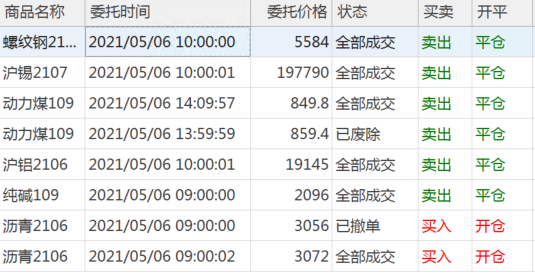 商品名称 委托时间 委托价格 状态 买卖 开平
螺纹钢21... 2021/05/06 10:00:00 5584 全部成交 卖出 平仓
沪锡2107 2021/05/06 10:00:01 197790 全部成交 卖出 平仓
动力煤109 2021/05/06 14:09:57 849.8 全部成交 卖出 平仓
动力煤109 2021/05/06 13:59:59 859.4 已废除 卖出 平仓
沪铝2106 2021/05/06 10:00:01 19145 全部成交 卖出 平仓
纯碱109 2021/05/06 09:00:00 2096 全部成交 卖出 平仓
沥青2106 2021/05/06 09:00:00 3056 已撤单 买入 开仓
沥青2106 2021/05/06 09:00:02 3072 全部成交 买入 开仓